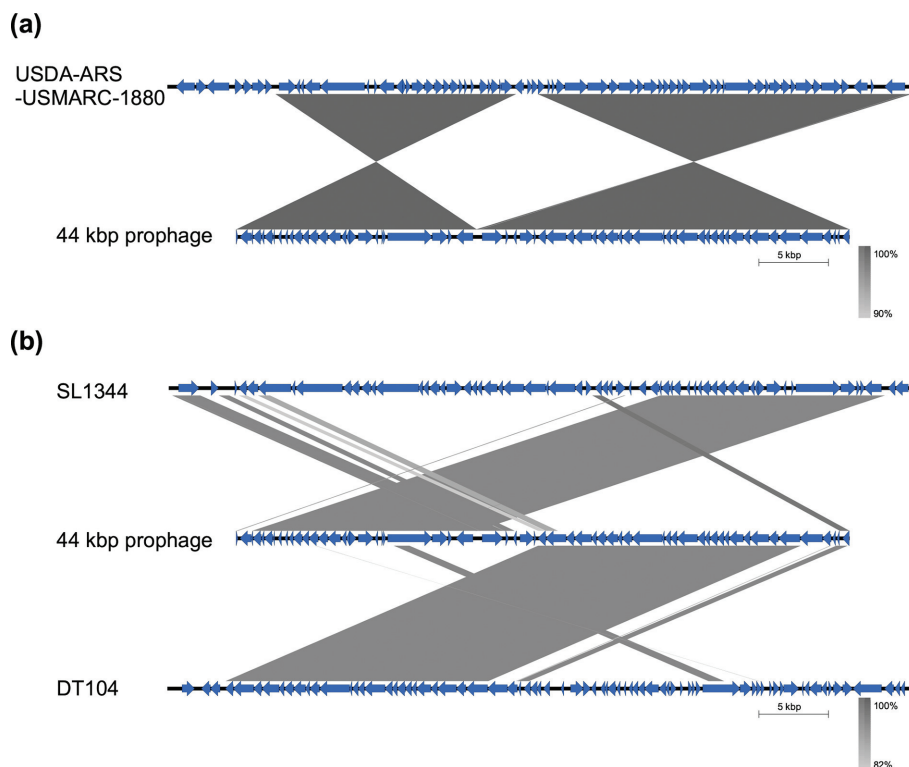 (a)
USDA-ARS
-USMARC-1880
44 kbp prophage
5 kbp
100%
90%
(b)
SL1344
44 kbp prophage
DT104
5 kbp
100%
82%